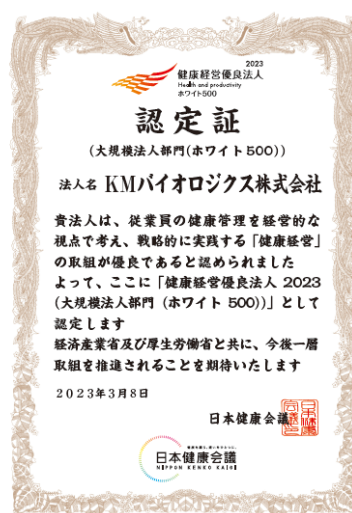 2023
健康経営優良法人
Health and productivity
ホワイト500
認定証
(大規模法人部門(ホワイト500))
法人名 KMバイオロジクス株式会社
貴法人は、従業員の健康管理を経営的な
視点で考え、戦略的に実践する「健康経営」
の取組が優良であると認められました
よって、ここに「健康経営優良法人 2023
(大規模法人部門 (ホワイト 500))」として
認定します
経済産業省及び厚生労働省と共に、今後一層
取組を推進されることを期待いたします
2023年3月8日
日本健康会議
日本健康会議
NIPPON KENKO KAIGI